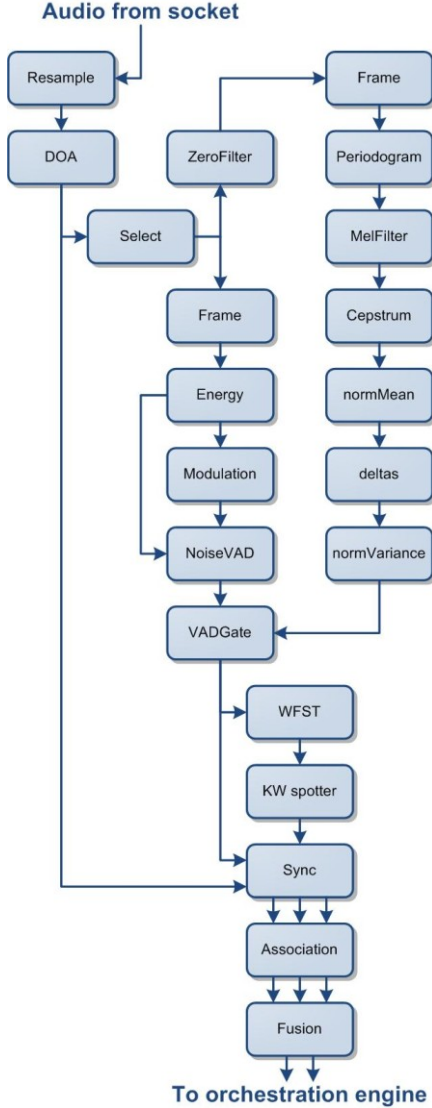 Audio from socket
Resample
Frame
DOA
ZeroFilter
Periodogram
Select
MelFilter
Frame
Cepstrum
Energy
normMean
Modulation
deltas
NoiseVAD
normVariance
VADGate
WFST
KW spotter
Sync
Association
Fusion
To orchestration engine